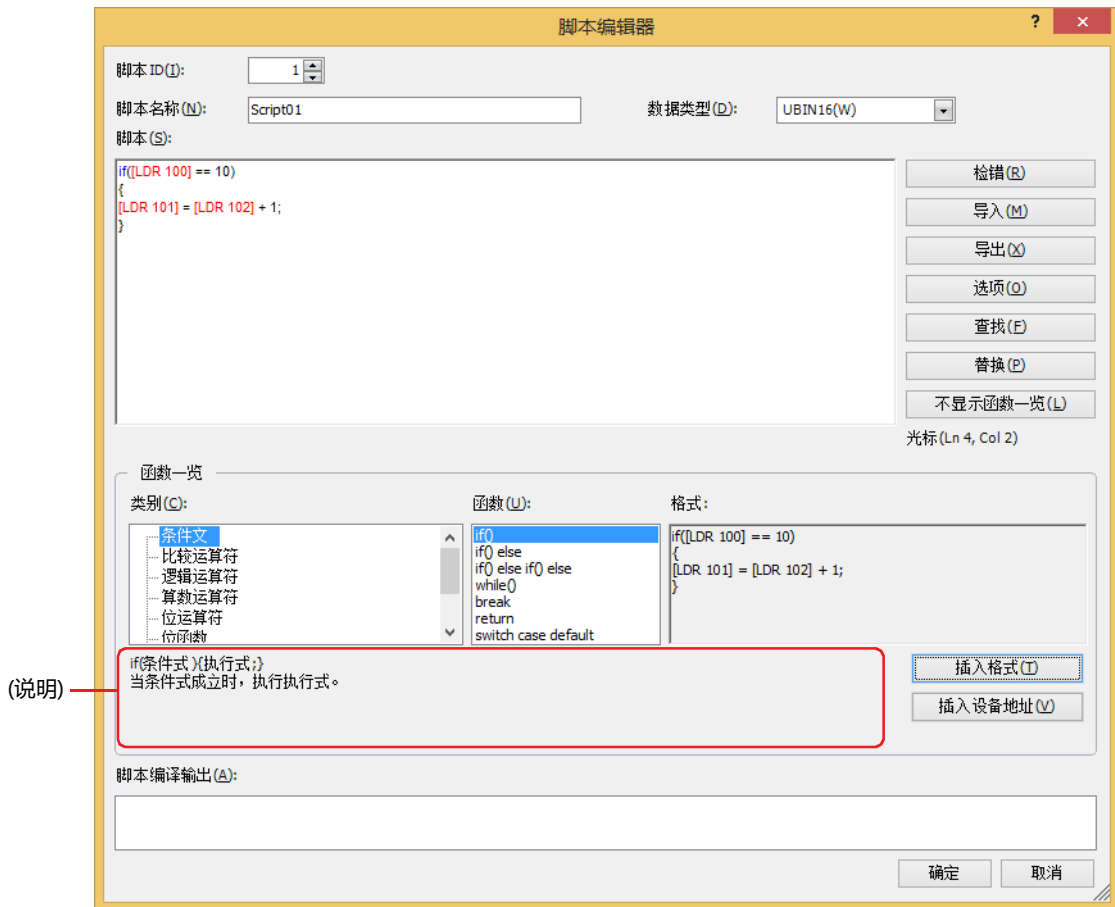 脚本编辑器
? ×
脚本 ID(I): 1
脚本名称(N): Script01 数据类型(D): UBIN16(W)
脚本(S):
if([LDR 100] == 10)
{
[LDR 101] = [LDR 102] + 1;
}
检错(R)
导入(M)
导出(X)
选项(O)
查找(F)
替换(P)
不显示函数一览(L)
光标(Ln 4, Col 2)
函数一览
类别(C):
条件文
比较运算符
逻辑运算符
算数运算符
位运算符
位函数
函数(U):
if()
if() else
if() else if() else
while()
break
return
switch case default
格式:
if([LDR 100] == 10)
{
[LDR 101] = [LDR 102] + 1;
}
(说明)
if(条件式){执行式;}
当条件式成立时，执行执行式。
插入格式(T)
插入设备地址(V)
脚本编译输出(A):
确定 取消